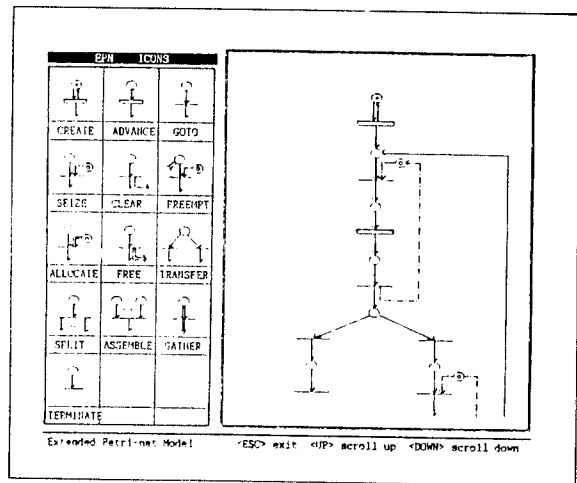 EPN ICONS
CREATE ADVANCE GOTO
SEIZE CLEAR PREEMPT
ALLOCATE FREE TRANSFER
SPLIT ASSEMBLE GATHER
TERMINATE
Extended Petri-net Model <ESC> exit <UP> scroll up <DOWN> scroll down